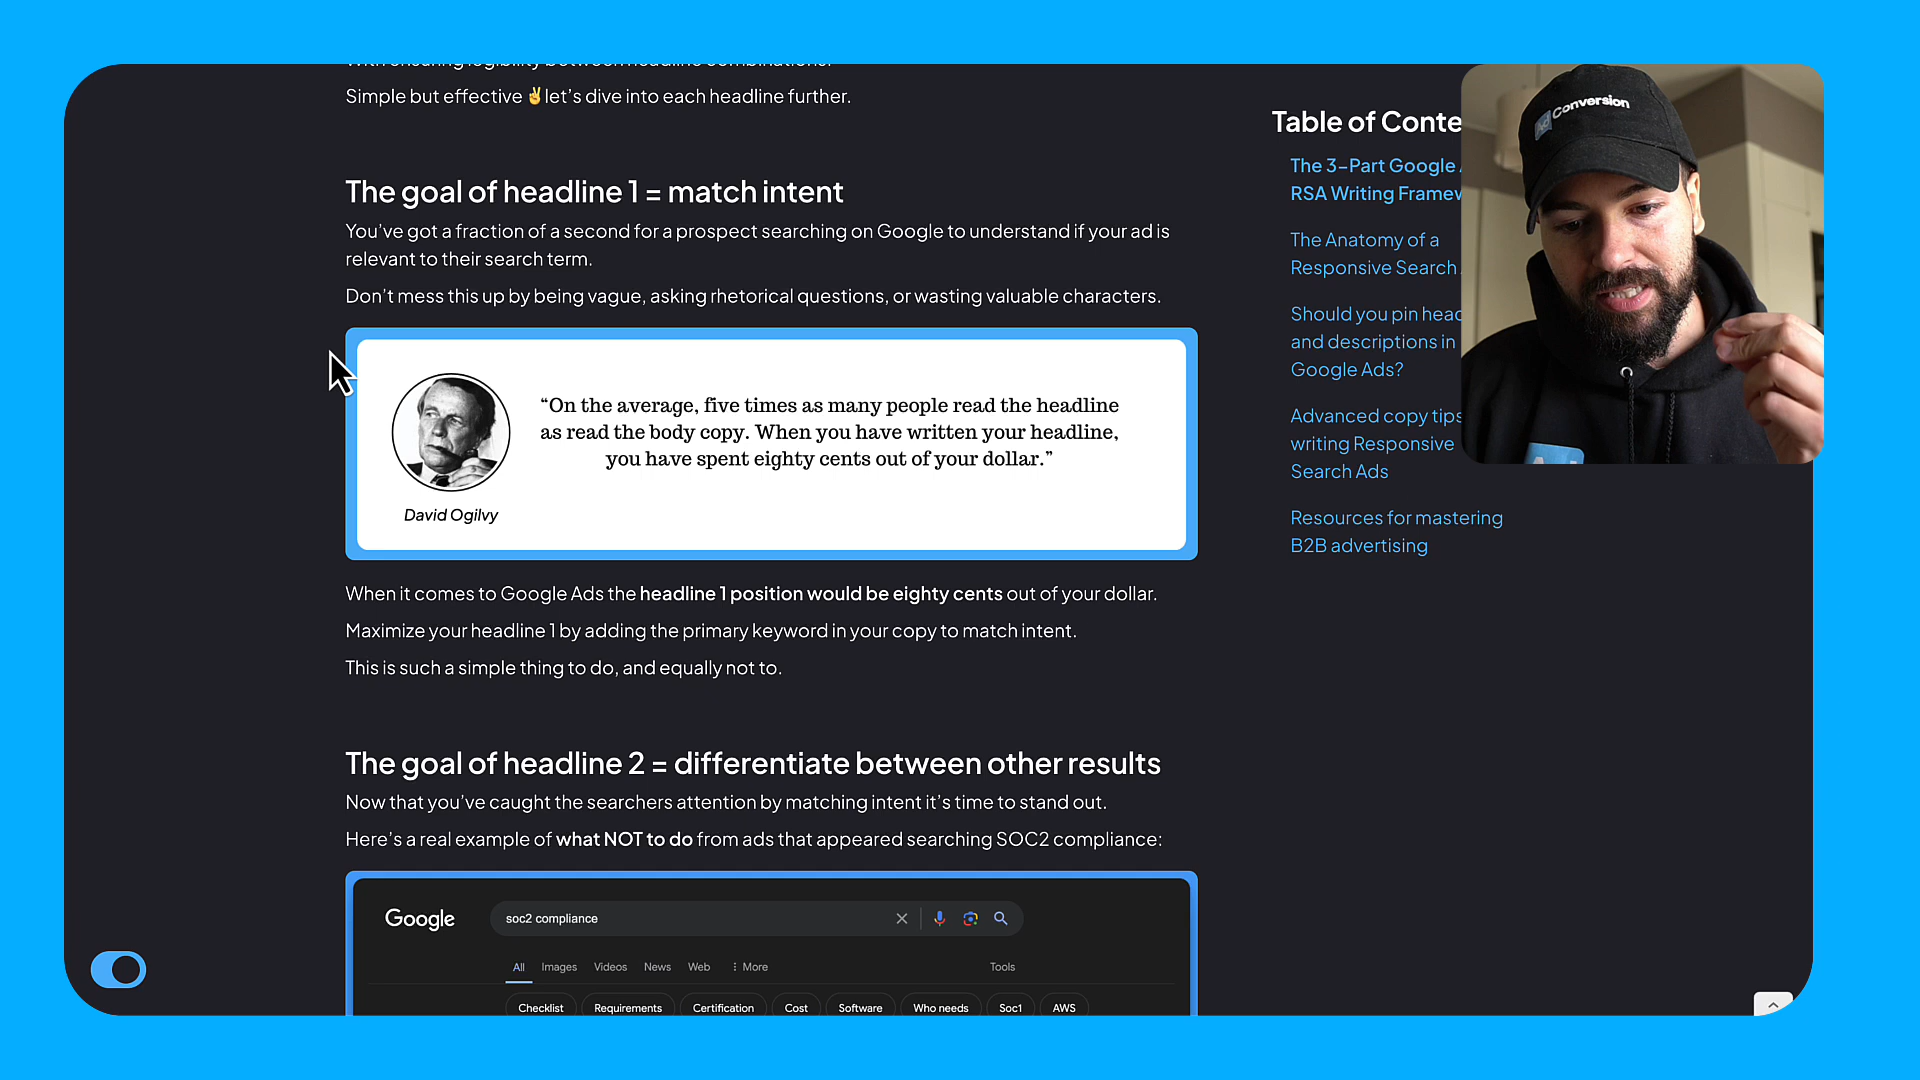 Simple but effective ✌️let's dive into each headline further.
The goal of headline 1 = match intent
You've got a fraction of a second for a prospect searching on Google to understand if your ad is
relevant to their search term.
Don't mess this up by being vague, asking rhetorical questions, or wasting valuable characters.
“On the average, five times as many people read the headline
as read the body copy. When you have written your headline,
you have spent eighty cents out of your dollar.”
David Ogilvy
When it comes to Google Ads the headline 1 position would be eighty cents out of your dollar.
Maximize your headline 1 by adding the primary keyword in your copy to match intent.
This is such a simple thing to do, and equally not to.
The goal of headline 2 = differentiate between other results
Now that you've caught the searchers attention by matching intent it's time to stand out.
Here's a real example of what NOT to do from ads that appeared searching SOC2 compliance:
Google
soc2 compliance
All Images Videos News Web More Tools
Checklist Requirements Certification Cost Software Who needs Soc1 AWS
Table of
The 3-Part Google
RSA Writing
The Anatomy of a
Responsive Search
Should you pin
and descriptions in
Google Ads?
Advanced copy tips
writing Responsive
Search Ads
Resources for mastering
B2B advertising
Conversion